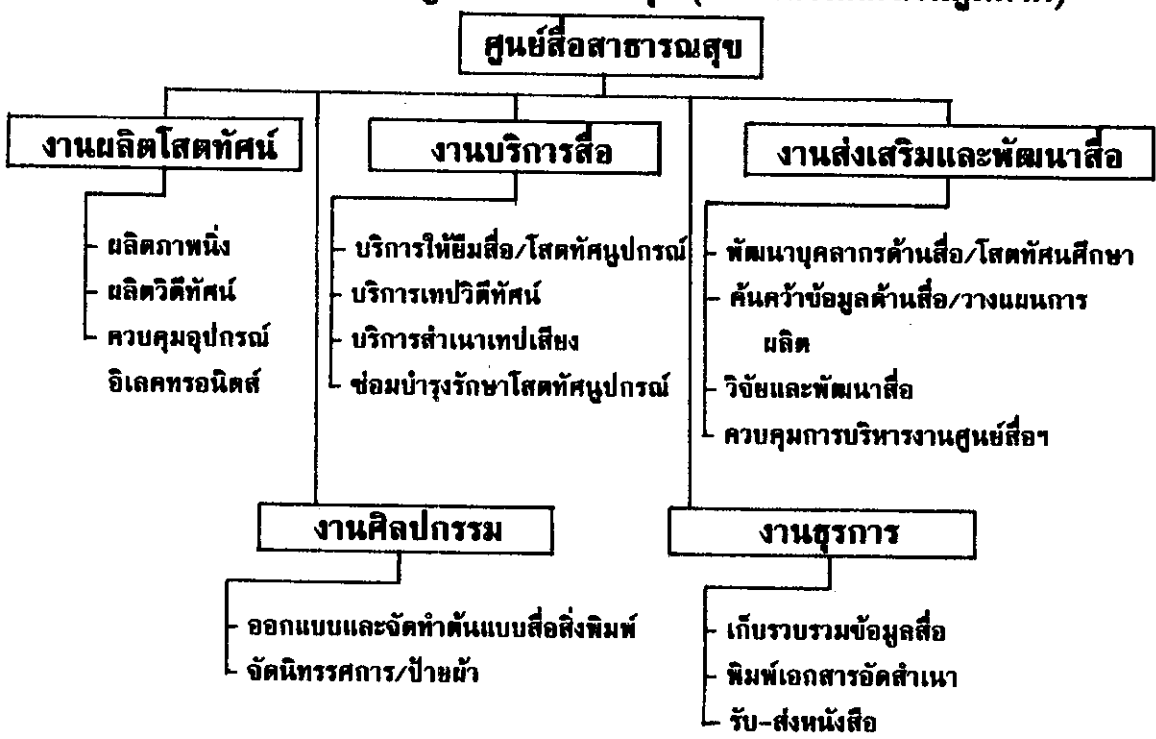 ศูนย์สื่อสาธารณสุข
งานผลิตโสตทัศน์
งานบริการสื่อ
งานส่งเสริมและพัฒนาสื่อ
- ผลิตภาพนิ่ง
- ผลิตวิดีทัศน์
- ควบคุมอุปกรณ์
อิเลคทรอนิตส์
- บริการให้ยืมสื่อ/โสตทัศนูปกรณ์
- บริการเทปวิดีทัศน์
- บริการสำเนาเทปเสียง
- ซ่อมบำรุงรักษาโสตทัศนูปกรณ์
- พัฒนาบุคลากรด้านสื่อ/โสตทัศนศึกษา
- ค้นคว้าข้อมูลด้านสื่อ/วางแผนการ
ผลิต
- วิจัยและพัฒนาสื่อ
- ควบคุมการบริหารงานศูนย์สื่อฯ
งานศิลปกรรม
งานธุรการ
- ออกแบบและจัดทำต้นแบบสื่อสิ่งพิมพ์
- จัดนิทรรศการ/ป้ายผ้า
- เก็บรวบรวมข้อมูลสื่อ
- พิมพ์เอกสารอัดสำเนา
- รับ-ส่งหนังสือ